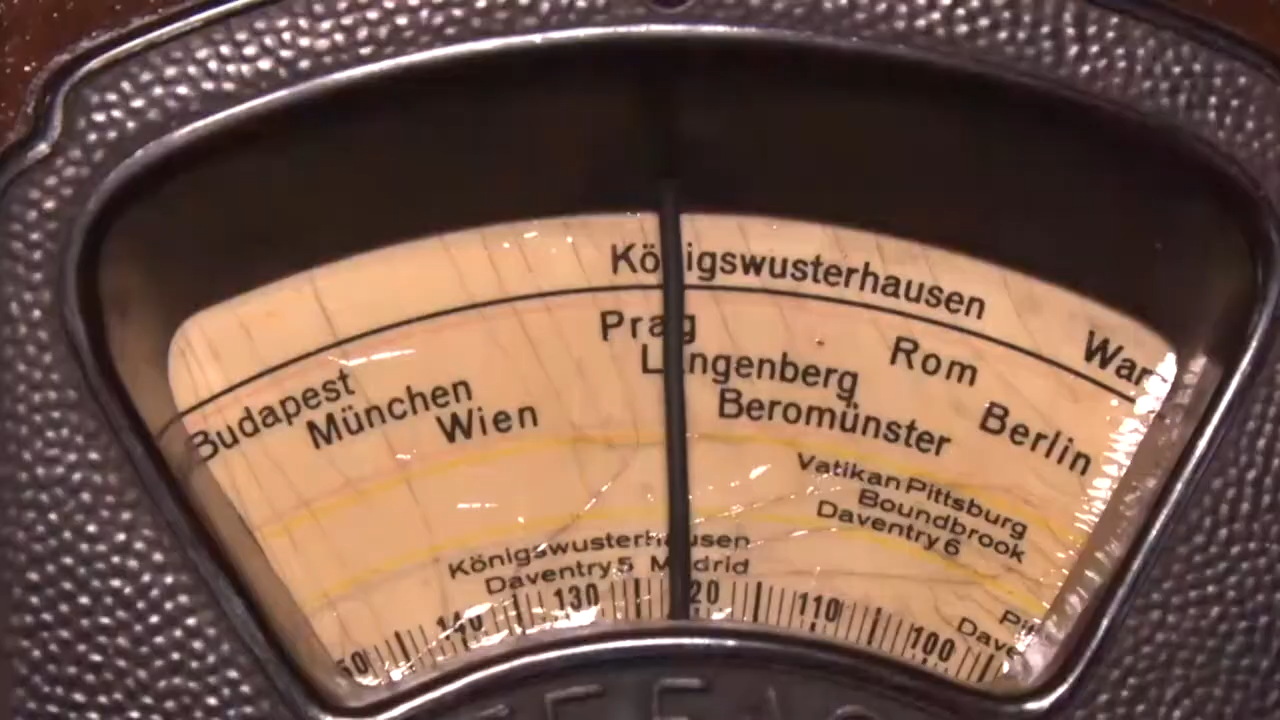 Königswusterhausen
Prag
Rom
Langenberg
Budapest
München
Wien
Beromünster
Berlin
Vatikan Pittsburg
Boundbrook
Daventry 6
Königswusterhausen
Daventry 5 Madrid
140 130 120 110 100